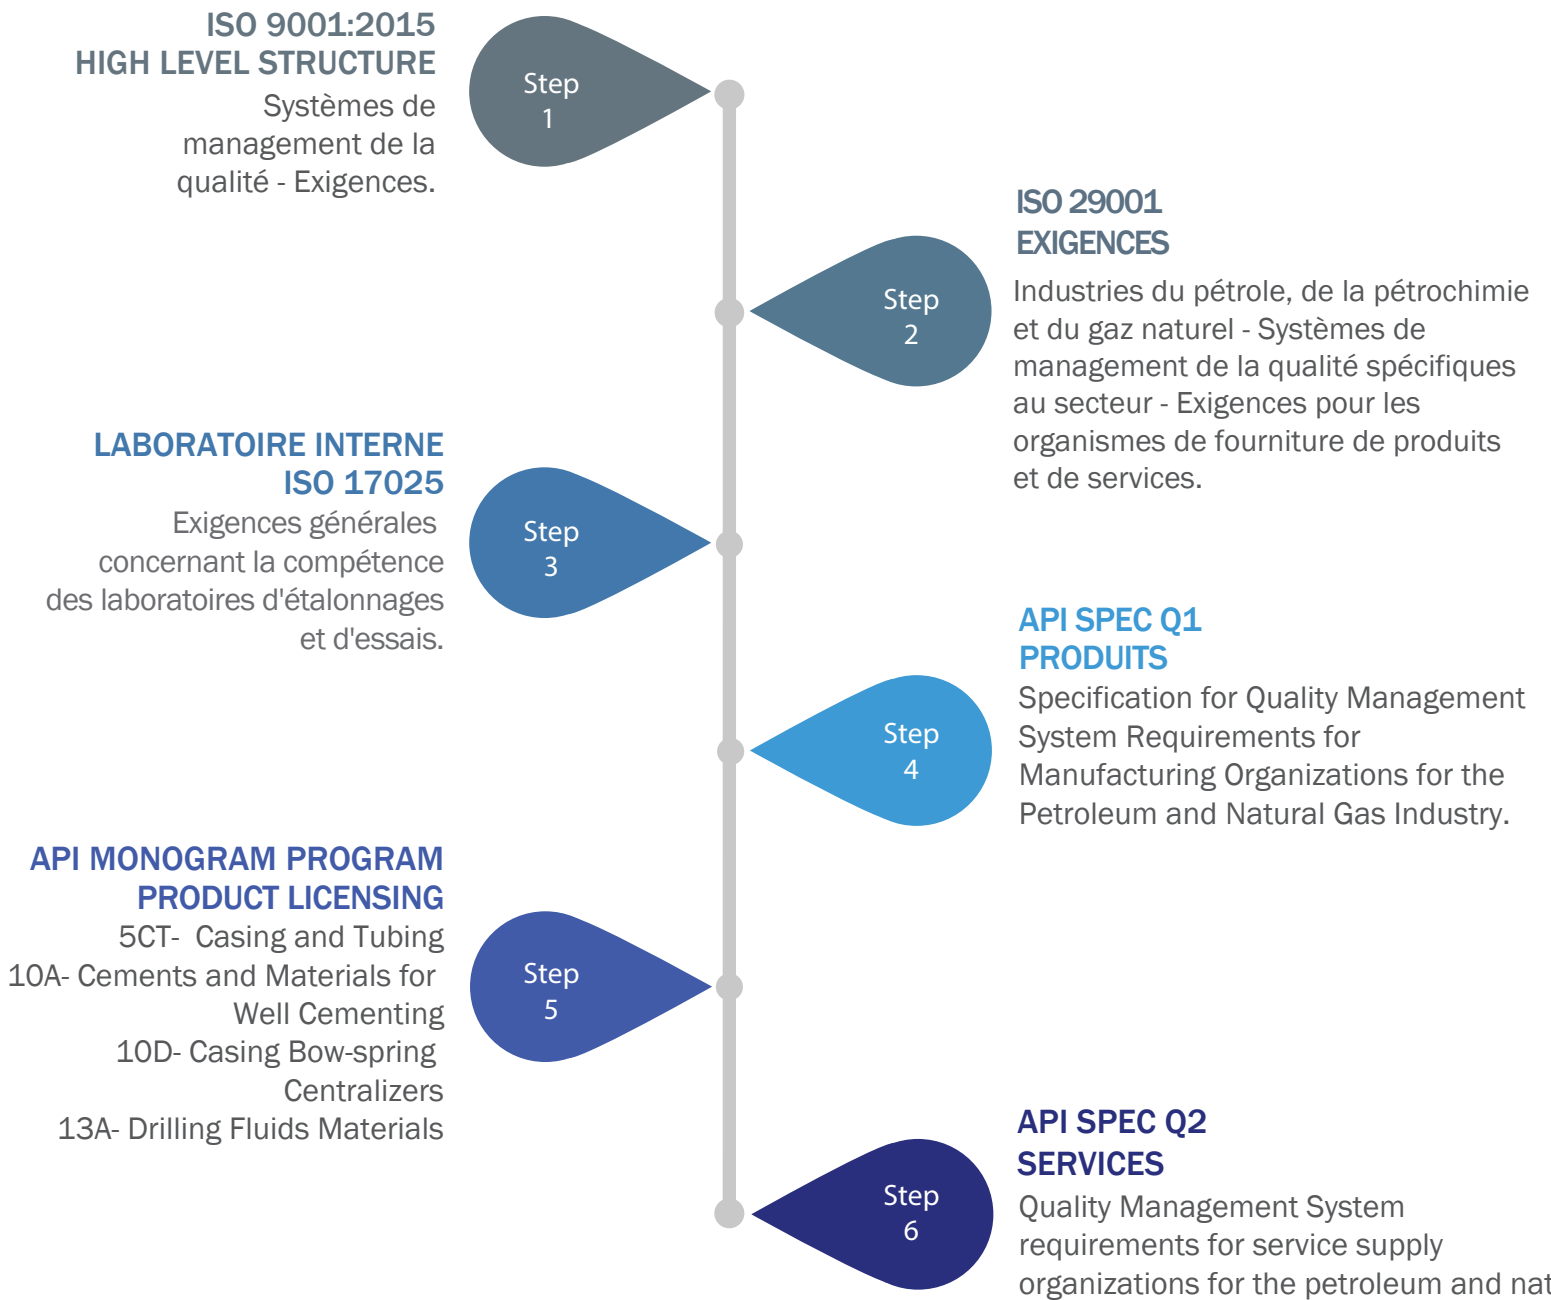 ISO 9001:2015
HIGH LEVEL STRUCTURE
Systèmes de
management de la
qualité - Exigences.
Step
1
ISO 29001
EXIGENCES
Industries du pétrole, de la pétrochimie
et du gaz naturel - Systèmes de
management de la qualité spécifiques
au secteur - Exigences pour les
organismes de fourniture de produits
et de services.
Step
2
LABORATOIRE INTERNE
ISO 17025
Exigences générales
concernant la compétence
des laboratoires d'étalonnages
et d'essais.
Step
3
API SPEC Q1
PRODUITS
Specification for Quality Management
System Requirements for
Manufacturing Organizations for the
Petroleum and Natural Gas Industry.
Step
4
API MONOGRAM PROGRAM
PRODUCT LICENSING
5CT- Casing and Tubing
10A- Cements and Materials for
Well Cementing
10D- Casing Bow-spring
Centralizers
13A- Drilling Fluids Materials
Step
5
API SPEC Q2
SERVICES
Quality Management System
requirements for service supply
organizations for the petroleum and nat
Step
6